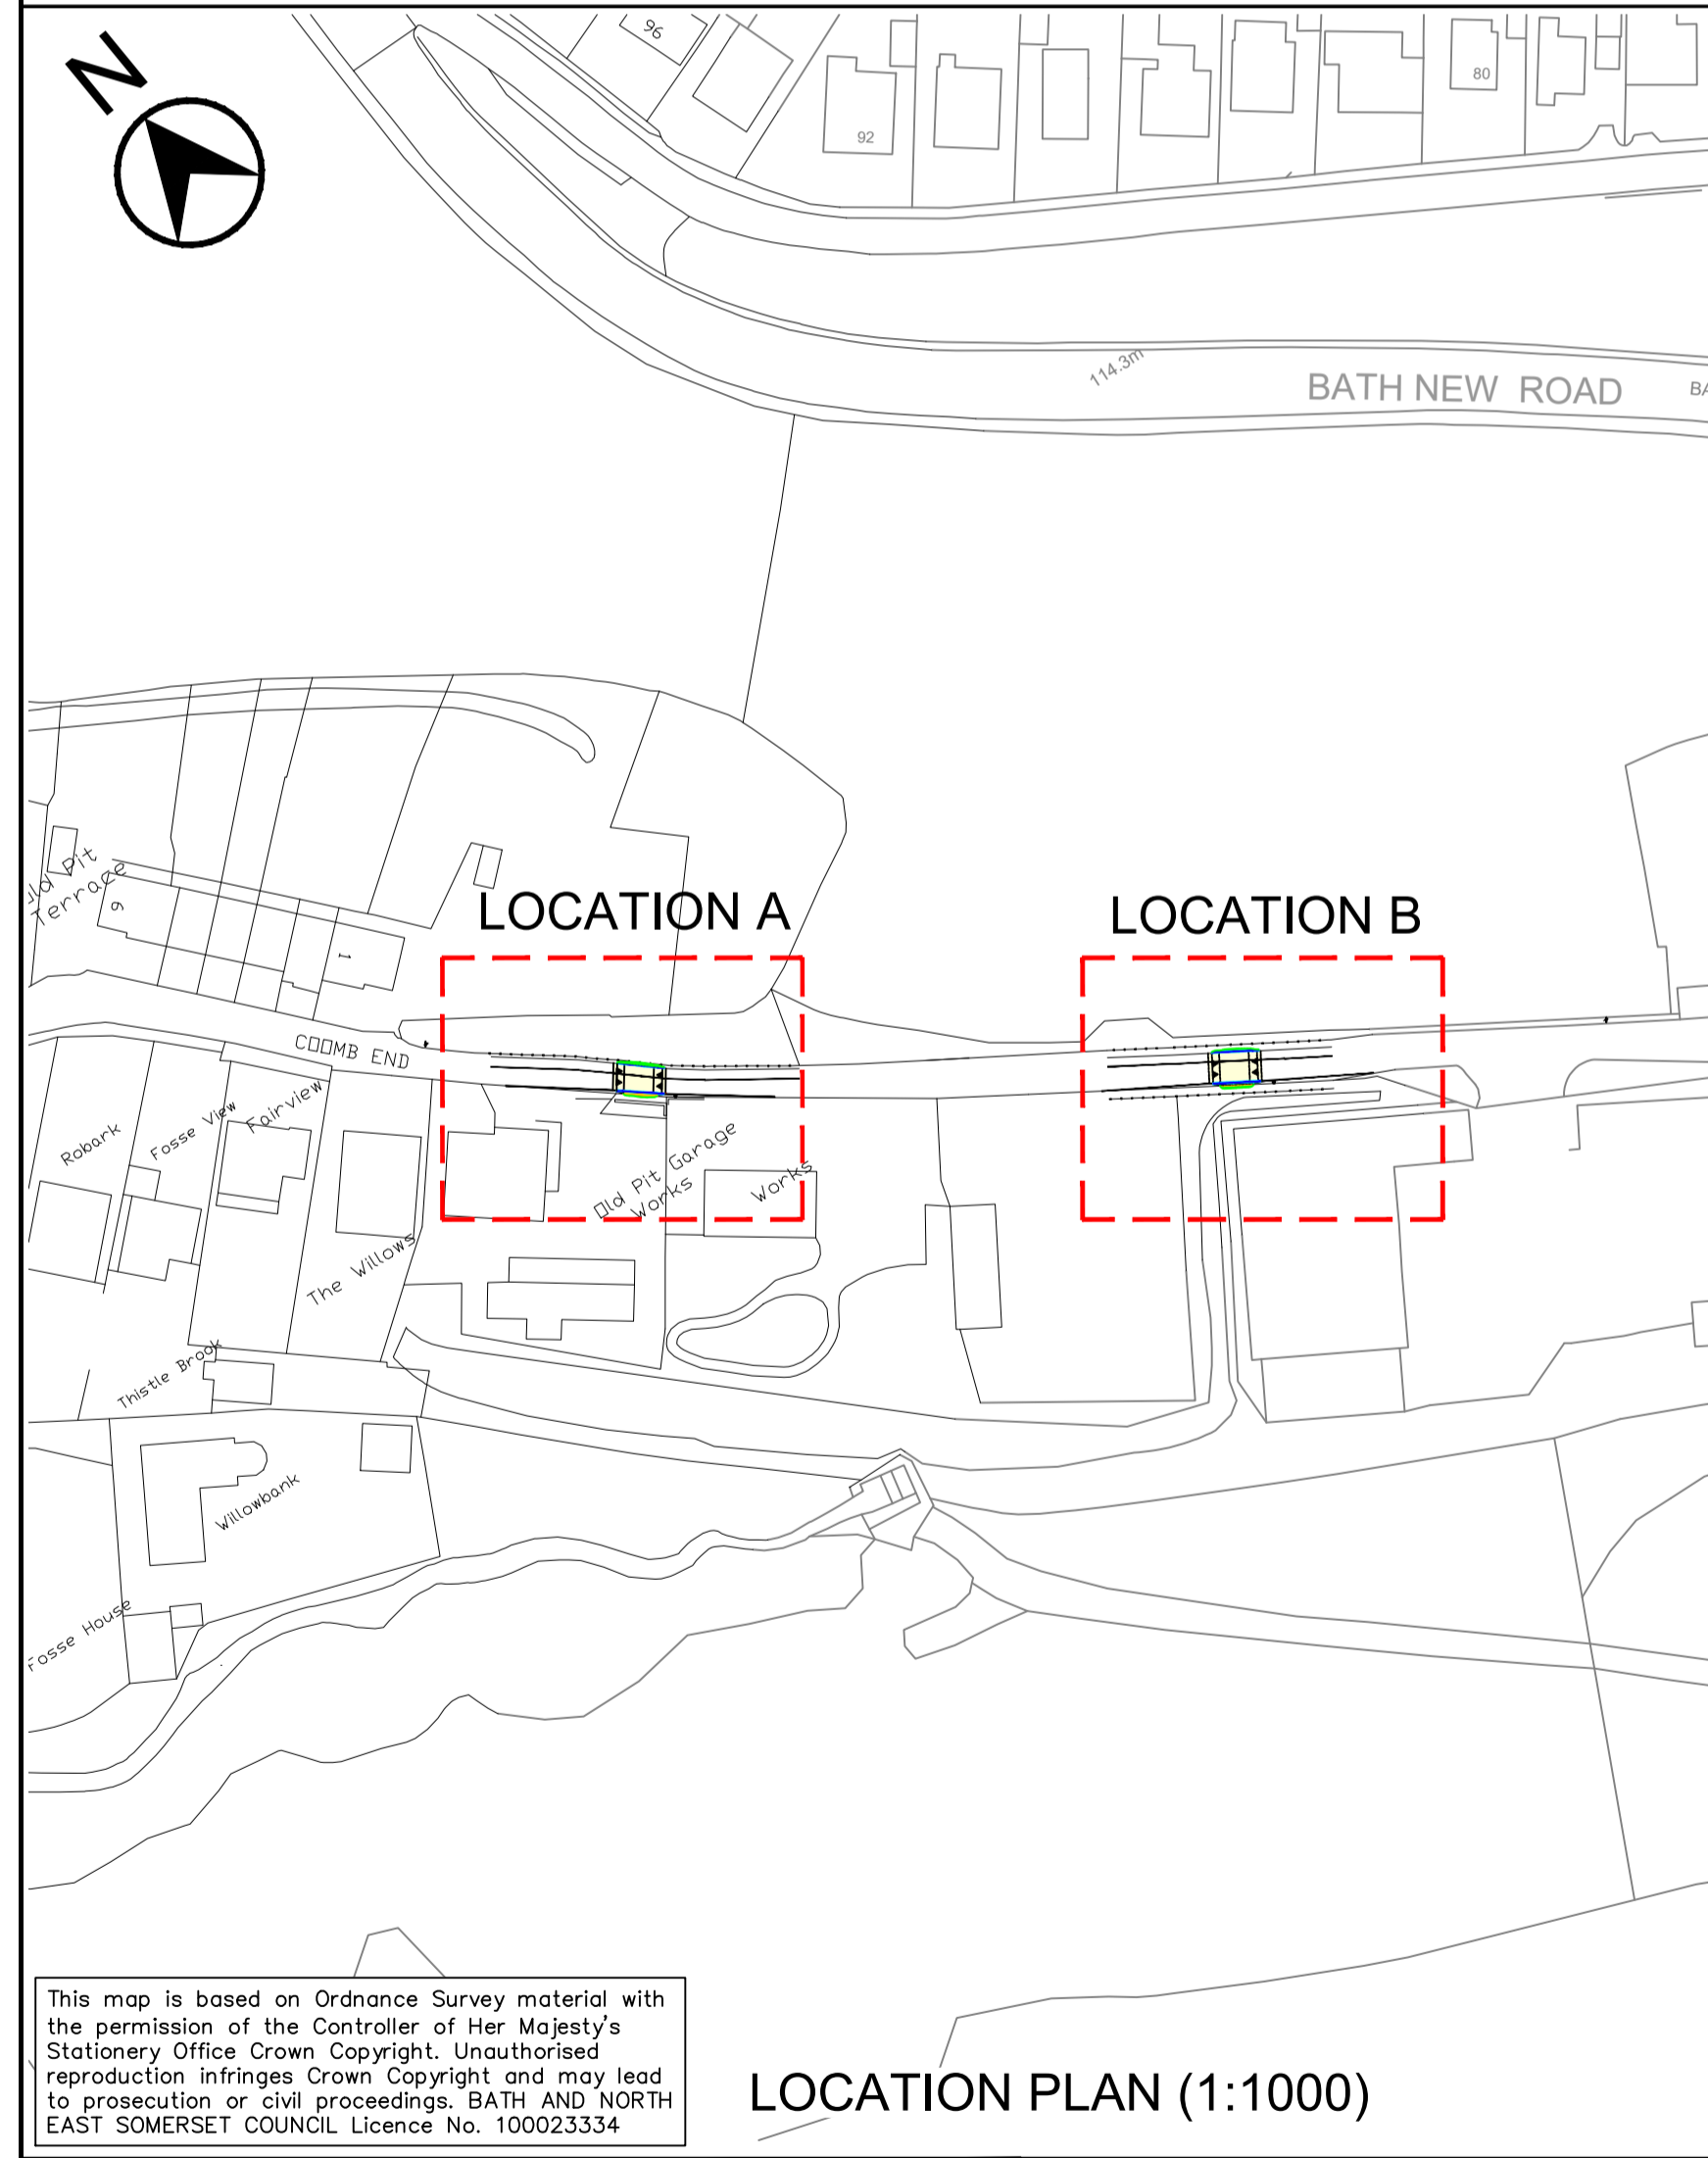 N
96
92
80
114.3m
BATH NEW ROAD
LOCATION A
LOCATION B
Pit
Terrace
6
1
COOMB END
Robark
Fosse View
Fairview
Old Pit Garage
Works
Works
The Willows
Thistle Brook
Willowbank
Fosse House
This map is based on Ordnance Survey material with
the permission of the Controller of Her Majesty's
Stationery Office Crown Copyright. Unauthorised
reproduction infringes Crown Copyright and may lead
to prosecution or civil proceedings. BATH AND NORTH
EAST SOMERSET COUNCIL Licence No. 100023334
LOCATION PLAN (1:1000)